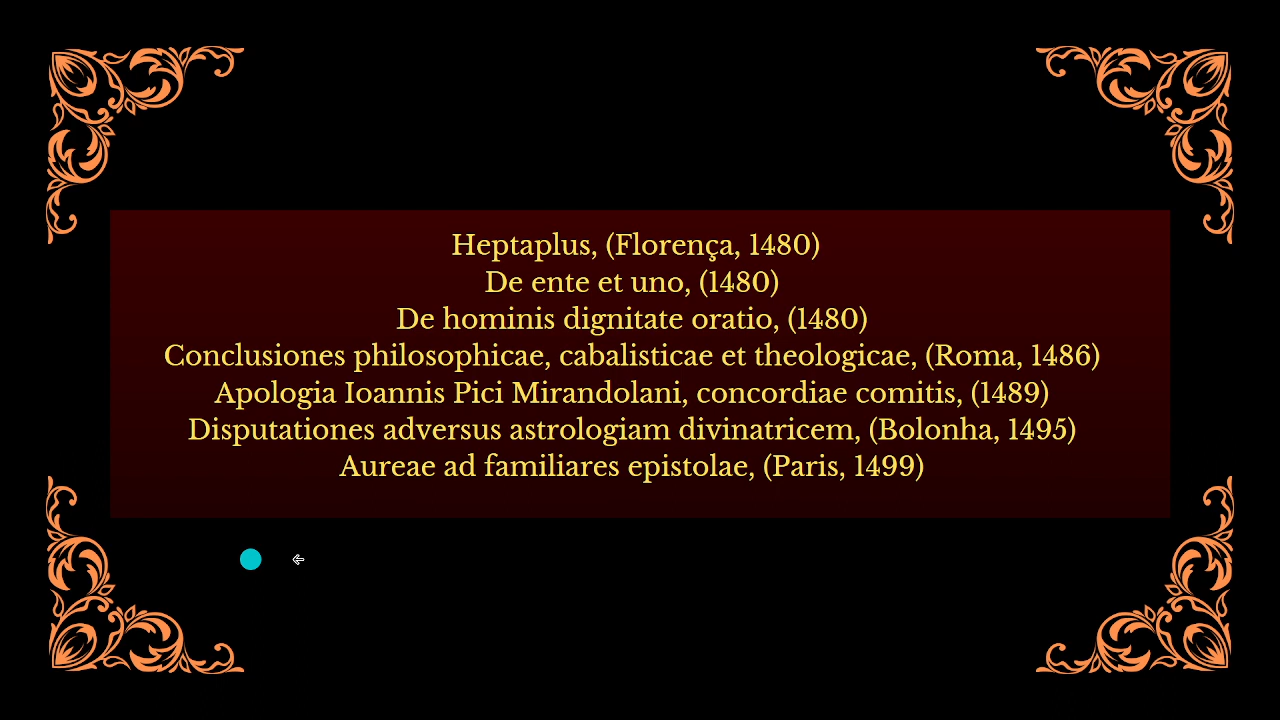 Heptaplus, (Florença, 1480)
De ente et uno, (1480)
De hominis dignitate oratio, (1480)
Conclusiones philosophicae, cabalisticae et theologicae, (Roma, 1486)
Apologia Ioannis Pici Mirandolani, concordiae comitis, (1489)
Disputationes adversus astrologiam divinatricem, (Bolonha, 1495)
Aureae ad familiares epistolae, (Paris, 1499)